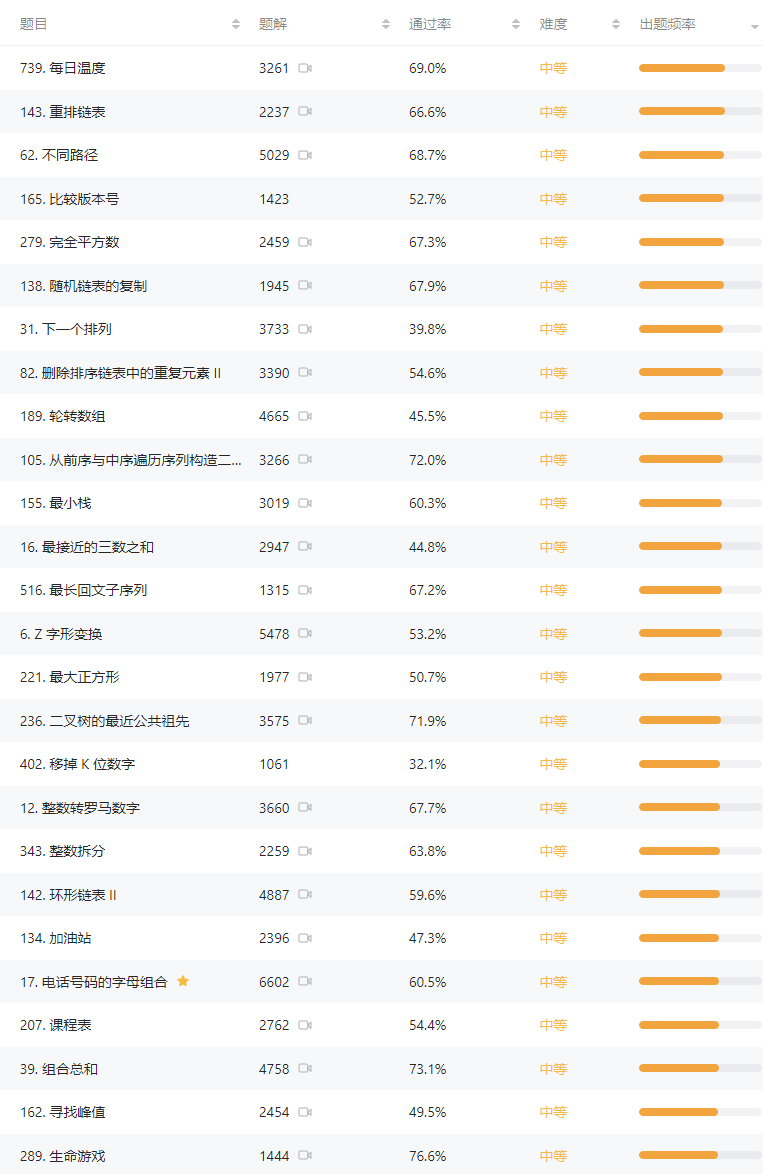 题目 题解 通过率 难度 出题频率
739. 每日温度 3261 69.0% 中等
143. 重排链表 2237 66.6% 中等
62. 不同路径 5029 68.7% 中等
165. 比较版本号 1423 52.7% 中等
279. 完全平方数 2459 67.3% 中等
138. 随机链表的复制 1945 67.9% 中等
31. 下一个排列 3733 39.8% 中等
82. 删除排序链表中的重复元素 II 3390 54.6% 中等
189. 轮转数组 4665 45.5% 中等
105. 从前序与中序遍历序列构造二... 3266 72.0% 中等
155. 最小栈 3019 60.3% 中等
16. 最接近的三数之和 2947 44.8% 中等
516. 最长回文子序列 1315 67.2% 中等
6. Z 字形变换 5478 53.2% 中等
221. 最大正方形 1977 50.7% 中等
236. 二叉树的最近公共祖先 3575 71.9% 中等
402. 移掉 K 位数字 1061 32.1% 中等
12. 整数转罗马数字 3660 67.7% 中等
343. 整数拆分 2259 63.8% 中等
142. 环形链表 II 4887 59.6% 中等
134. 加油站 2396 47.3% 中等
17. 电话号码的字母组合 6602 60.5% 中等
207. 课程表 2762 54.4% 中等
39. 组合总和 4758 73.1% 中等
162. 寻找峰值 2454 49.5% 中等
289. 生命游戏 1444 76.6% 中等